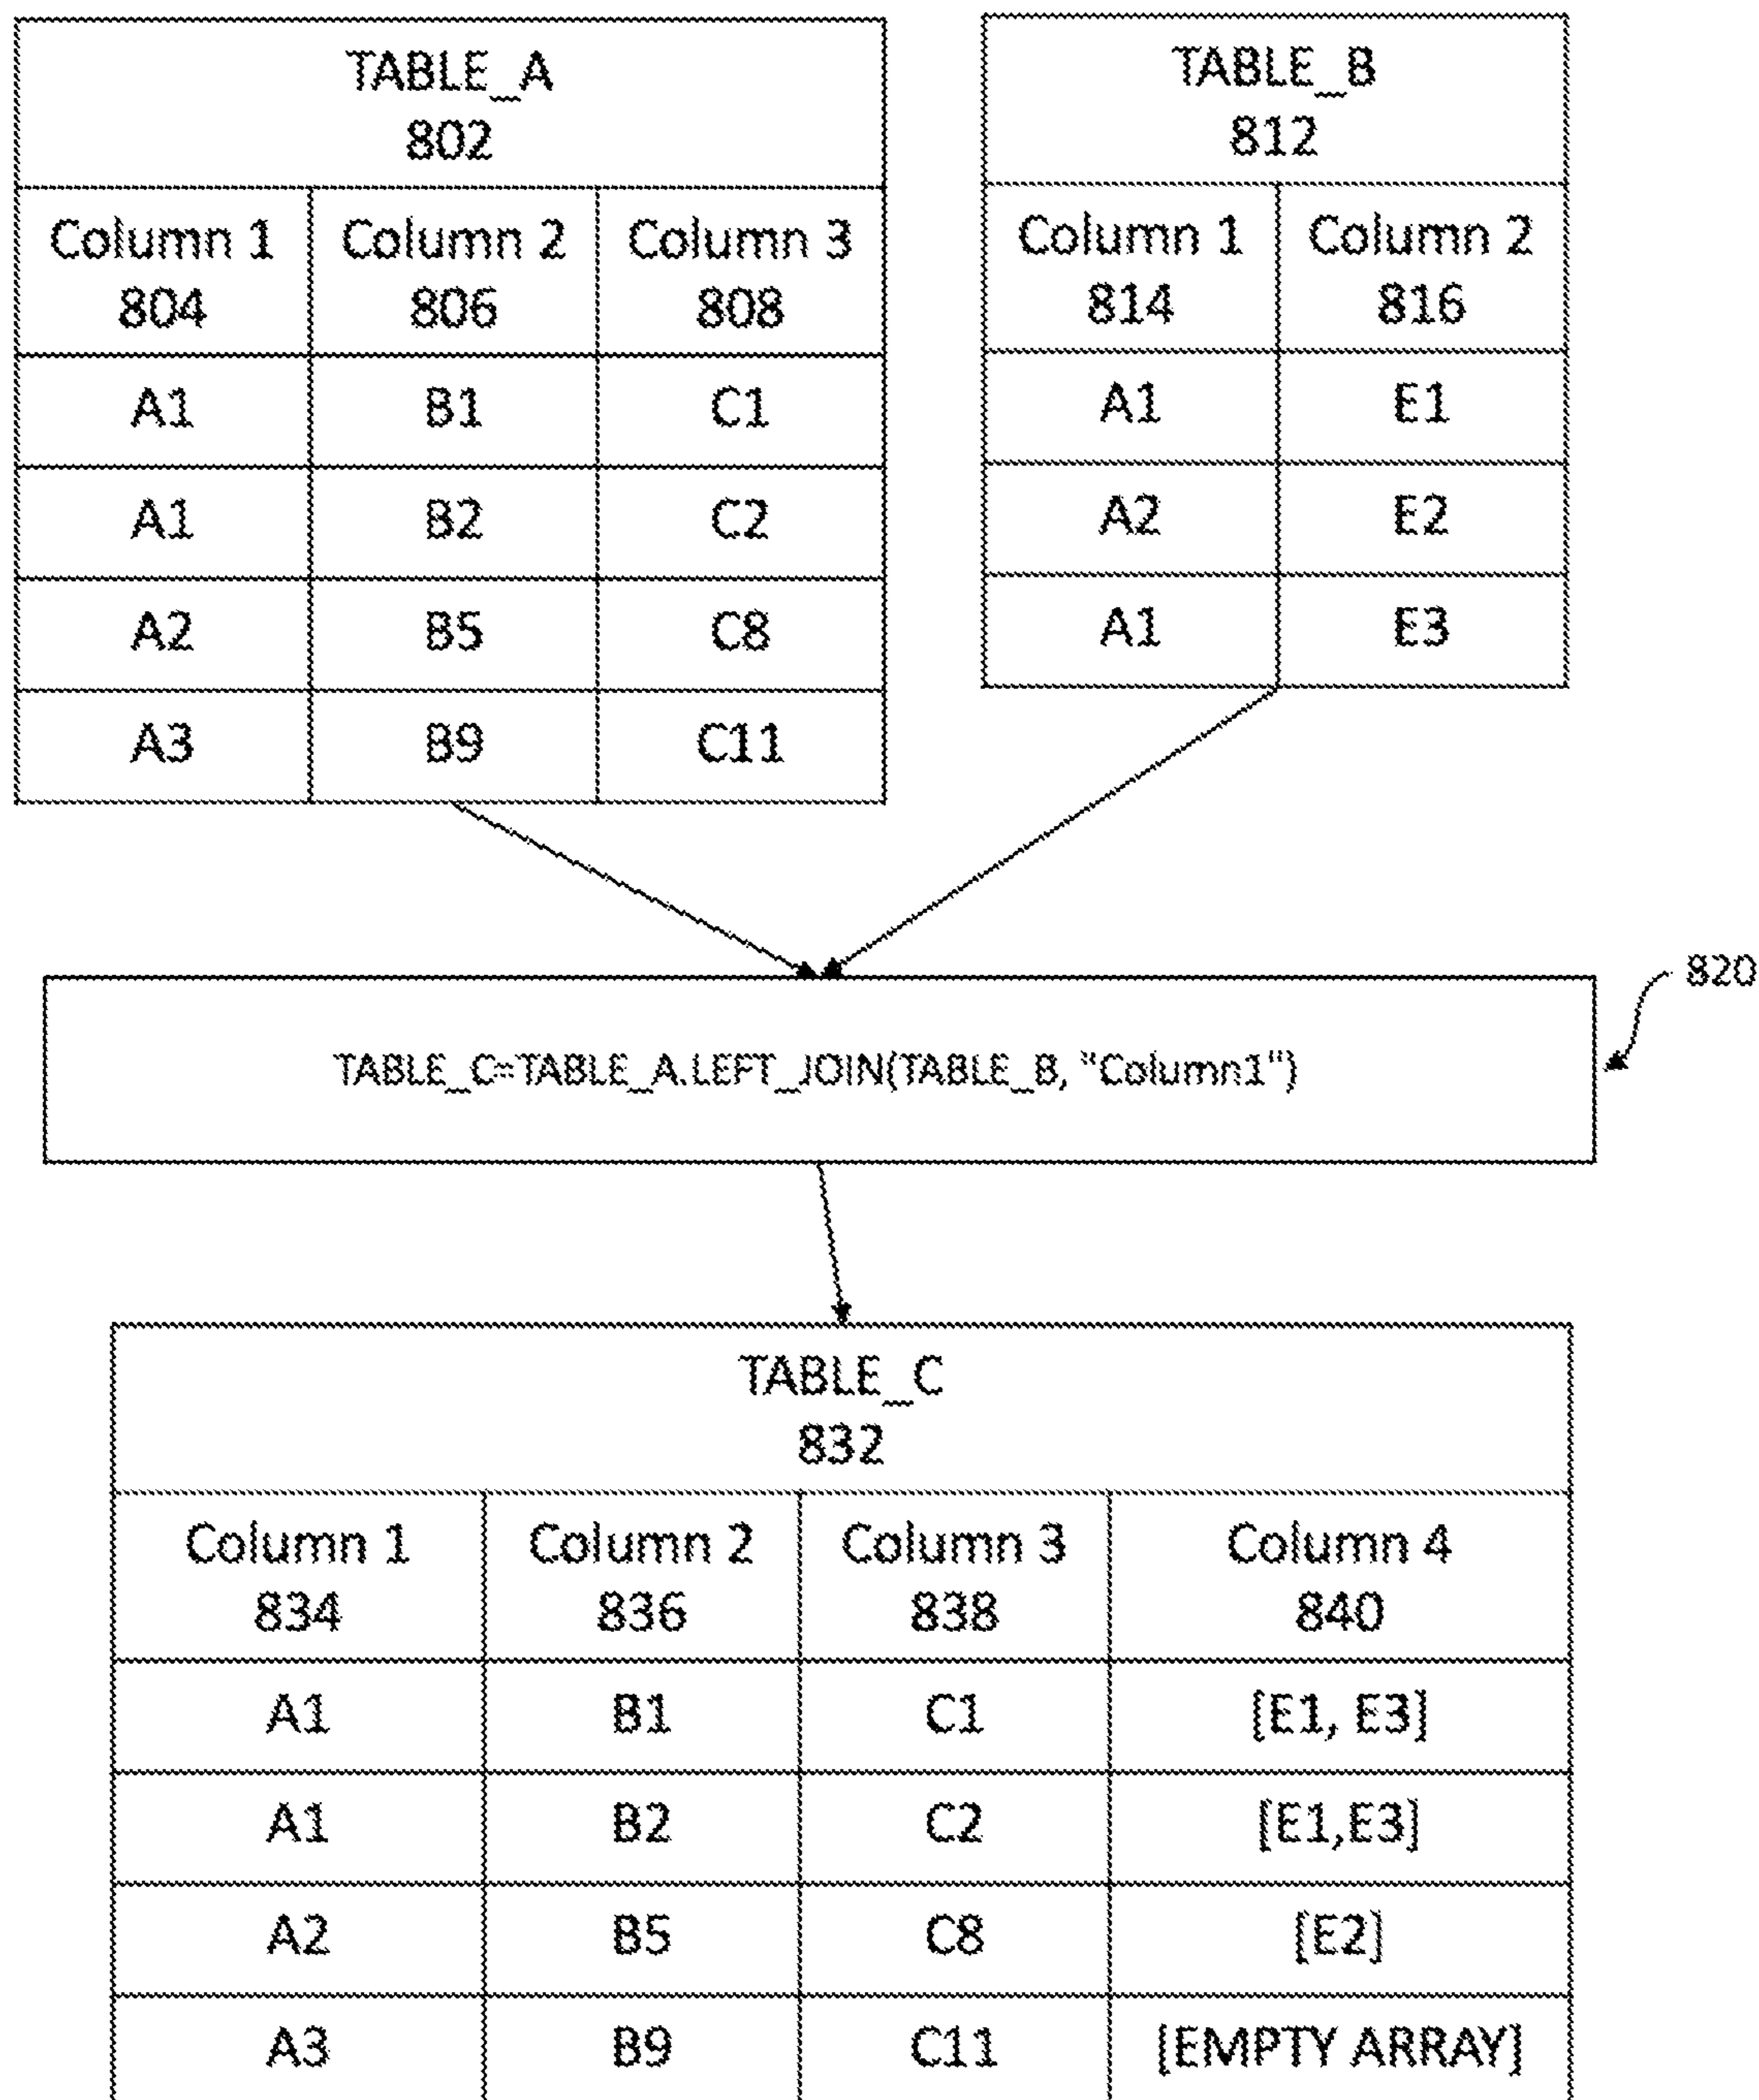 TABLE_A
802
Column 1 Column 2 Column 3
804 806 808
A1 B1 C1
A1 B2 C2
A2 B5 C8
A3 B9 C11
TABLE_B
812
Column 1 Column 2
814 816
A1 E1
A2 E2
A1 E3
820
TABLE_C=TABLE_A.LEFT_JOIN(TABLE_B, "Column1")
TABLE_C
832
Column 1 Column 2 Column 3 Column 4
834 836 838 840
A1 B1 C1 [E1, E3]
A1 B2 C2 [E1,E3]
A2 B5 C8 [E2]
A3 B9 C11 [EMPTY ARRAY]